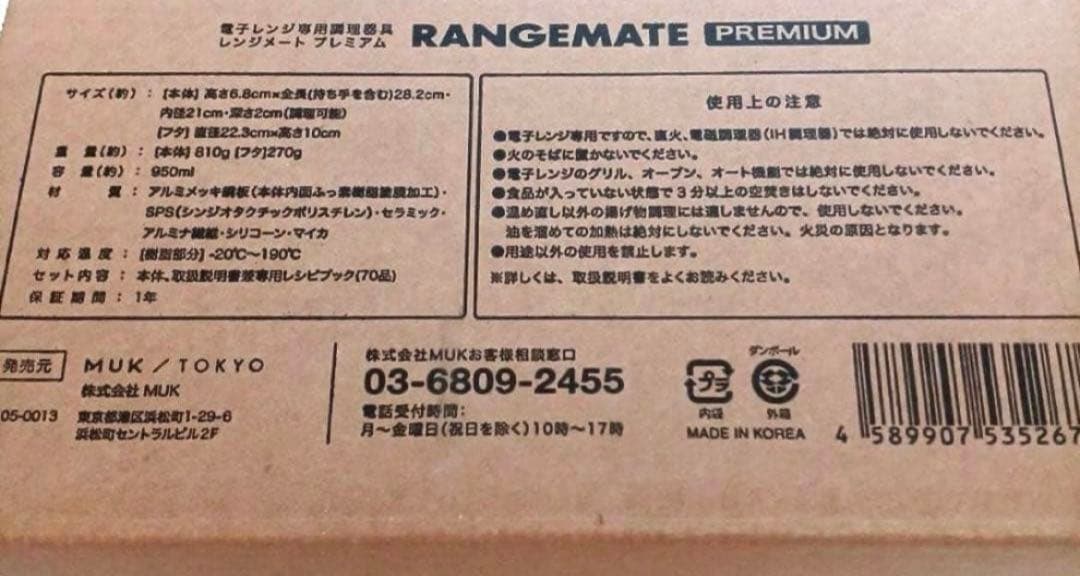 電子レンジ専用調理器具
レンジメート プレミアム
RANGEMATE PREMIUM
サイズ(約) : [本体] 高さ6.8cm×全長(持ち手を含む)28.2cm・
内径21cm・深さ2cm(調理可能)
[フタ] 直径22.3cm×高さ10cm
重 量(約) : [本体] 810g [フタ]270g
容 量(約) : 950ml
材 質 : アルミメッキ鋼板(本体内面ふっ素樹脂塗膜加工)・
SPS(シンジオタクチックポリスチレン)・セラミック・
アルミナ繊維・シリコーン・マイカ
対応温度 : [樹脂部分] -20℃～190℃
セット内容 : 本体、取扱説明書兼専用レシピブック(70品)
保証期間 : 1年
使用上の注意
●電子レンジ専用ですので、直火、電磁調理器(IH調理器)では絶対に使用しないでください。
●火のそばに置かないでください。
●電子レンジのグリル、オーブン、オート機能では絶対に使用しないでください。
●食品が入っていない状態で3分以上の空焚きはしないでください。
●温め直し以外の揚げ物調理には適しませんので、使用しないでください。
油を溜めての加熱は絶対にしないでください。火災の原因となります。
●用途以外の使用を禁止します。
※詳しくは、取扱説明書をよくお読みください。
発売元
MUK / TOKYO
株式会社 MUK
05-0013 東京都港区浜松町1-29-6
浜松町セントラルビル2F
株式会社MUKお客様相談窓口
03-6809-2455
電話受付時間:
月～金曜日(祝日を除く)10時～17時
プラ
内袋
ダンボール
外箱
MADE IN KOREA
4 589907 535267